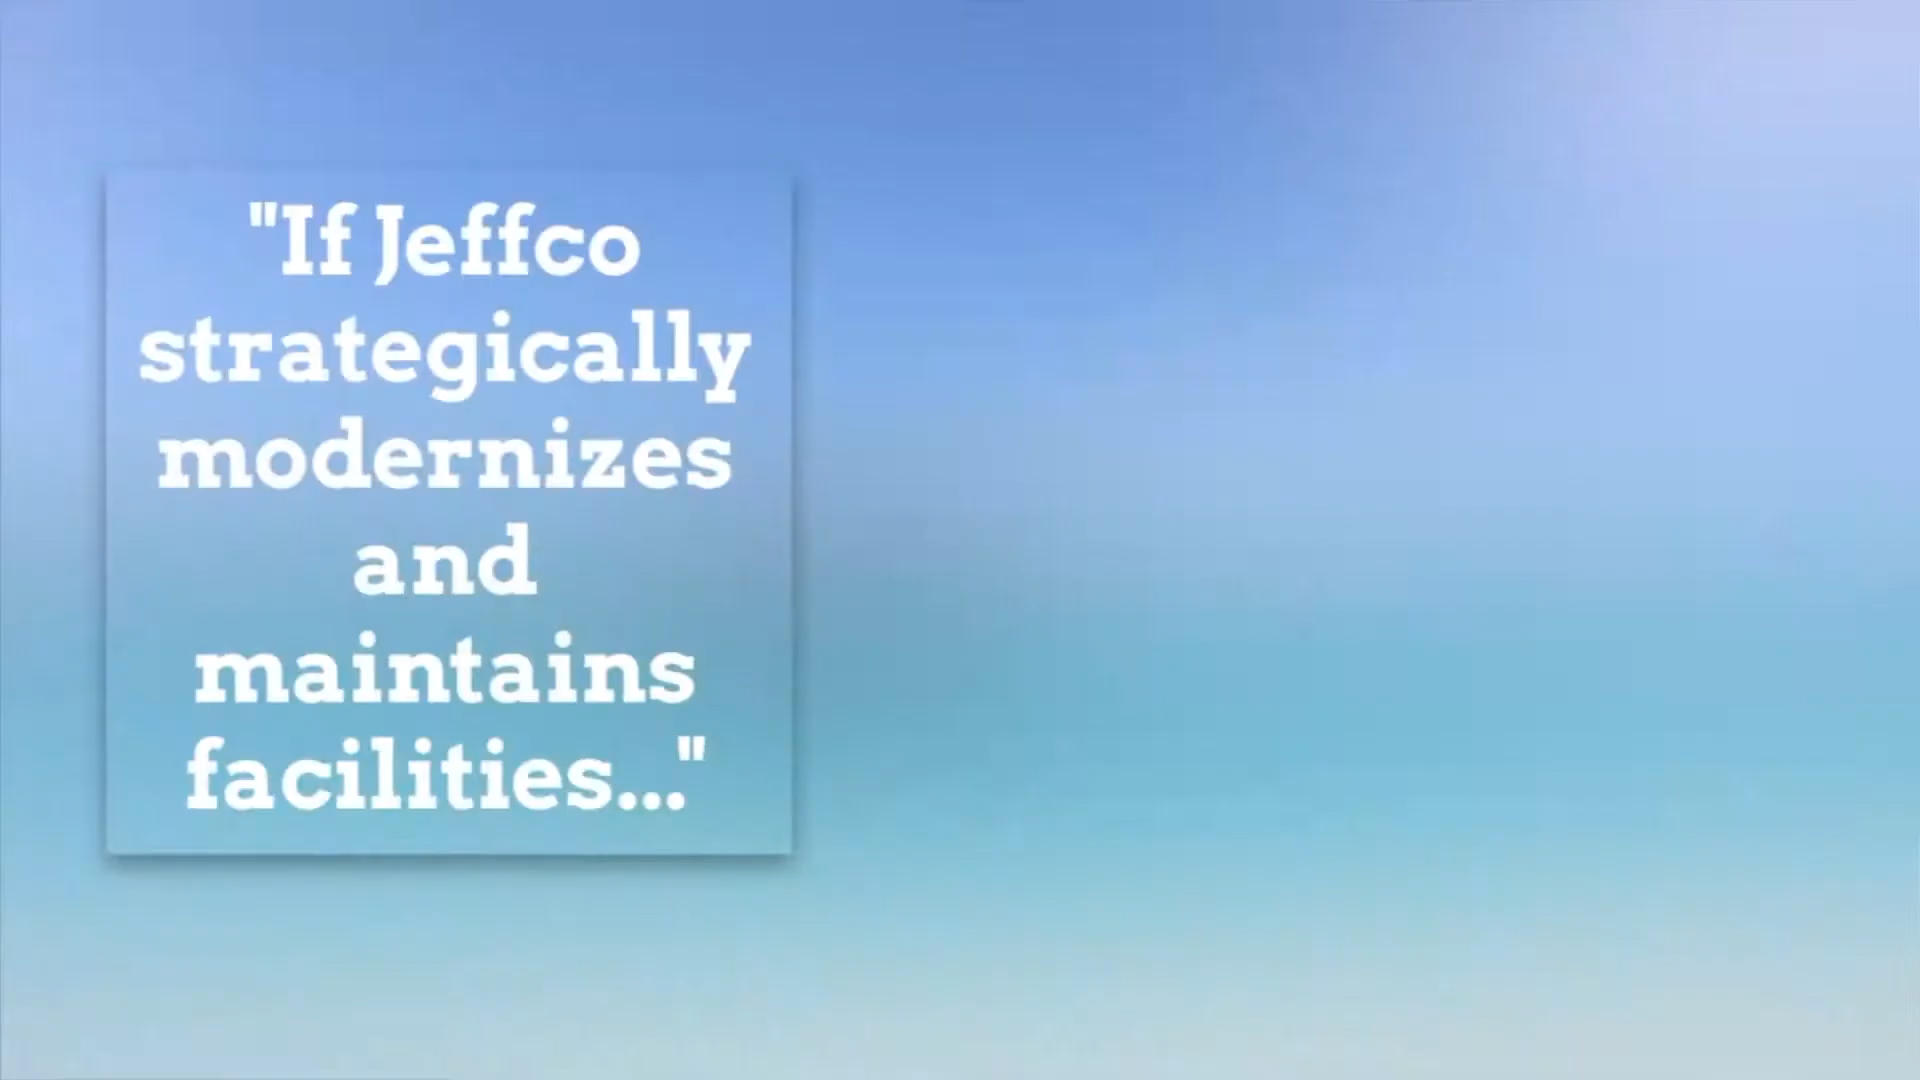 "If Jeffco
strategically
modernizes
and
maintains
facilities..."